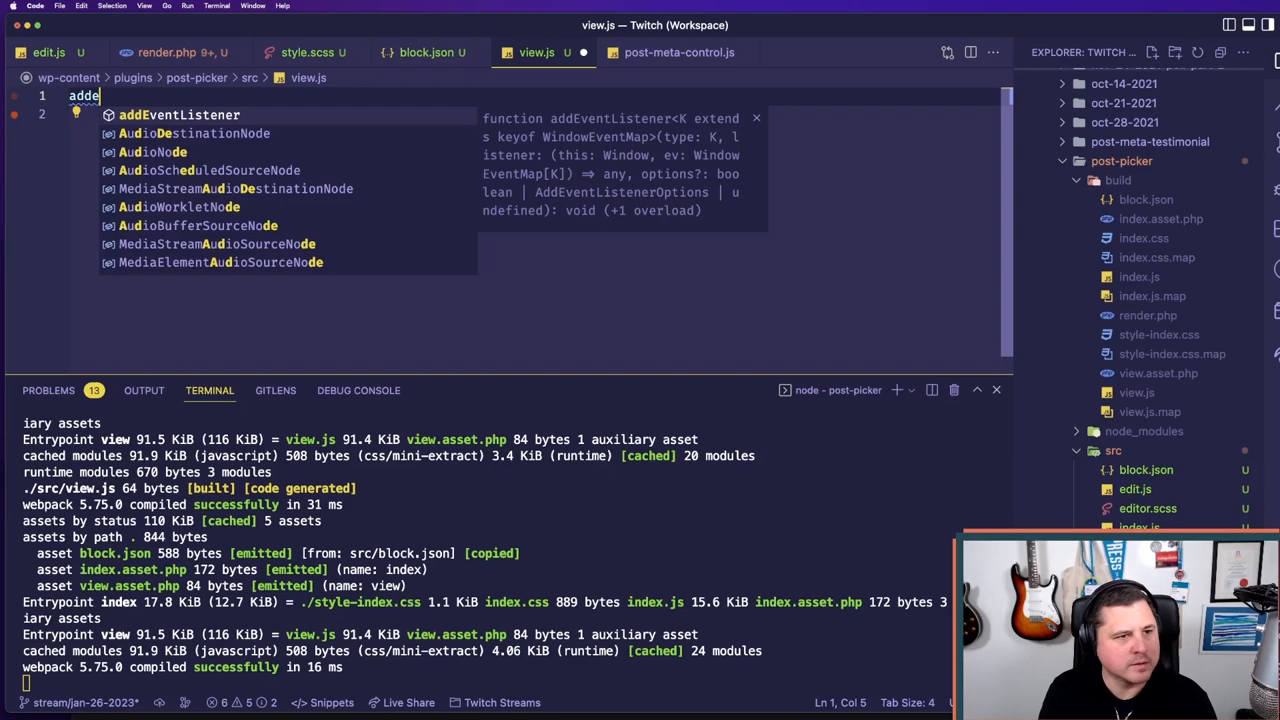 Code File Edit Selection View Go Run Terminal Window Help
view.js — Twitch (Workspace)
edit.js U
render.php 9+, U
style.scss U
block.json U
view.js U
post-meta-control.js
EXPLORER: TWITCH ...
wp-content > plugins > post-picker > src > view.js
1 adde
2
addEventListener
AudioDestinationNode
AudioNode
AudioScheduledSourceNode
MediaStreamAudioDestinationNode
AudioWorkletNode
AudioBufferSourceNode
MediaStreamAudioSourceNode
MediaElementAudioSourceNode
function addEventListener<K extend
s keyof WindowEventMap>(type: K, l
istener: (this: Window, ev: Window
EventMap[K]) => any, options?: boo
lean | AddEventListenerOptions | u
ndefined): void (+1 overload)
oct-14-2021
oct-21-2021
oct-28-2021
post-meta-testimonial
post-picker
build
block.json
index.asset.php
index.css
index.css.map
index.js
index.js.map
render.php
style-index.css
style-index.css.map
view.asset.php
view.js
view.js.map
node_modules
src
block.json U
edit.js U
editor.scss U
index.js U
PROBLEMS 13 OUTPUT TERMINAL GITLENS DEBUG CONSOLE
node - post-picker
iary assets
Entrypoint view 91.5 KiB (116 KiB) = view.js 91.4 KiB view.asset.php 84 bytes 1 auxiliary asset
cached modules 91.9 KiB (javascript) 508 bytes (css/mini-extract) 3.4 KiB (runtime) [cached] 20 modules
runtime modules 670 bytes 3 modules
./src/view.js 64 bytes [built] [code generated]
webpack 5.75.0 compiled successfully in 31 ms
assets by status 110 KiB [cached] 5 assets
assets by path . 844 bytes
asset block.json 588 bytes [emitted] [from: src/block.json] [copied]
asset index.asset.php 172 bytes [emitted] (name: index)
asset view.asset.php 84 bytes [emitted] (name: view)
Entrypoint index 17.8 KiB (12.7 KiB) = ./style-index.css 1.1 KiB index.css 889 bytes index.js 15.6 KiB index.asset.php 172 bytes 3
iary assets
Entrypoint view 91.5 KiB (116 KiB) = view.js 91.4 KiB view.asset.php 84 bytes 1 auxiliary asset
cached modules 91.9 KiB (javascript) 508 bytes (css/mini-extract) 4.06 KiB (runtime) [cached] 24 modules
webpack 5.75.0 compiled successfully in 16 ms
stream/jan-26-2023* 6 5 2 </> Snippets Live Share Twitch Streams Ln 1, Col 5 Tab Size: 4